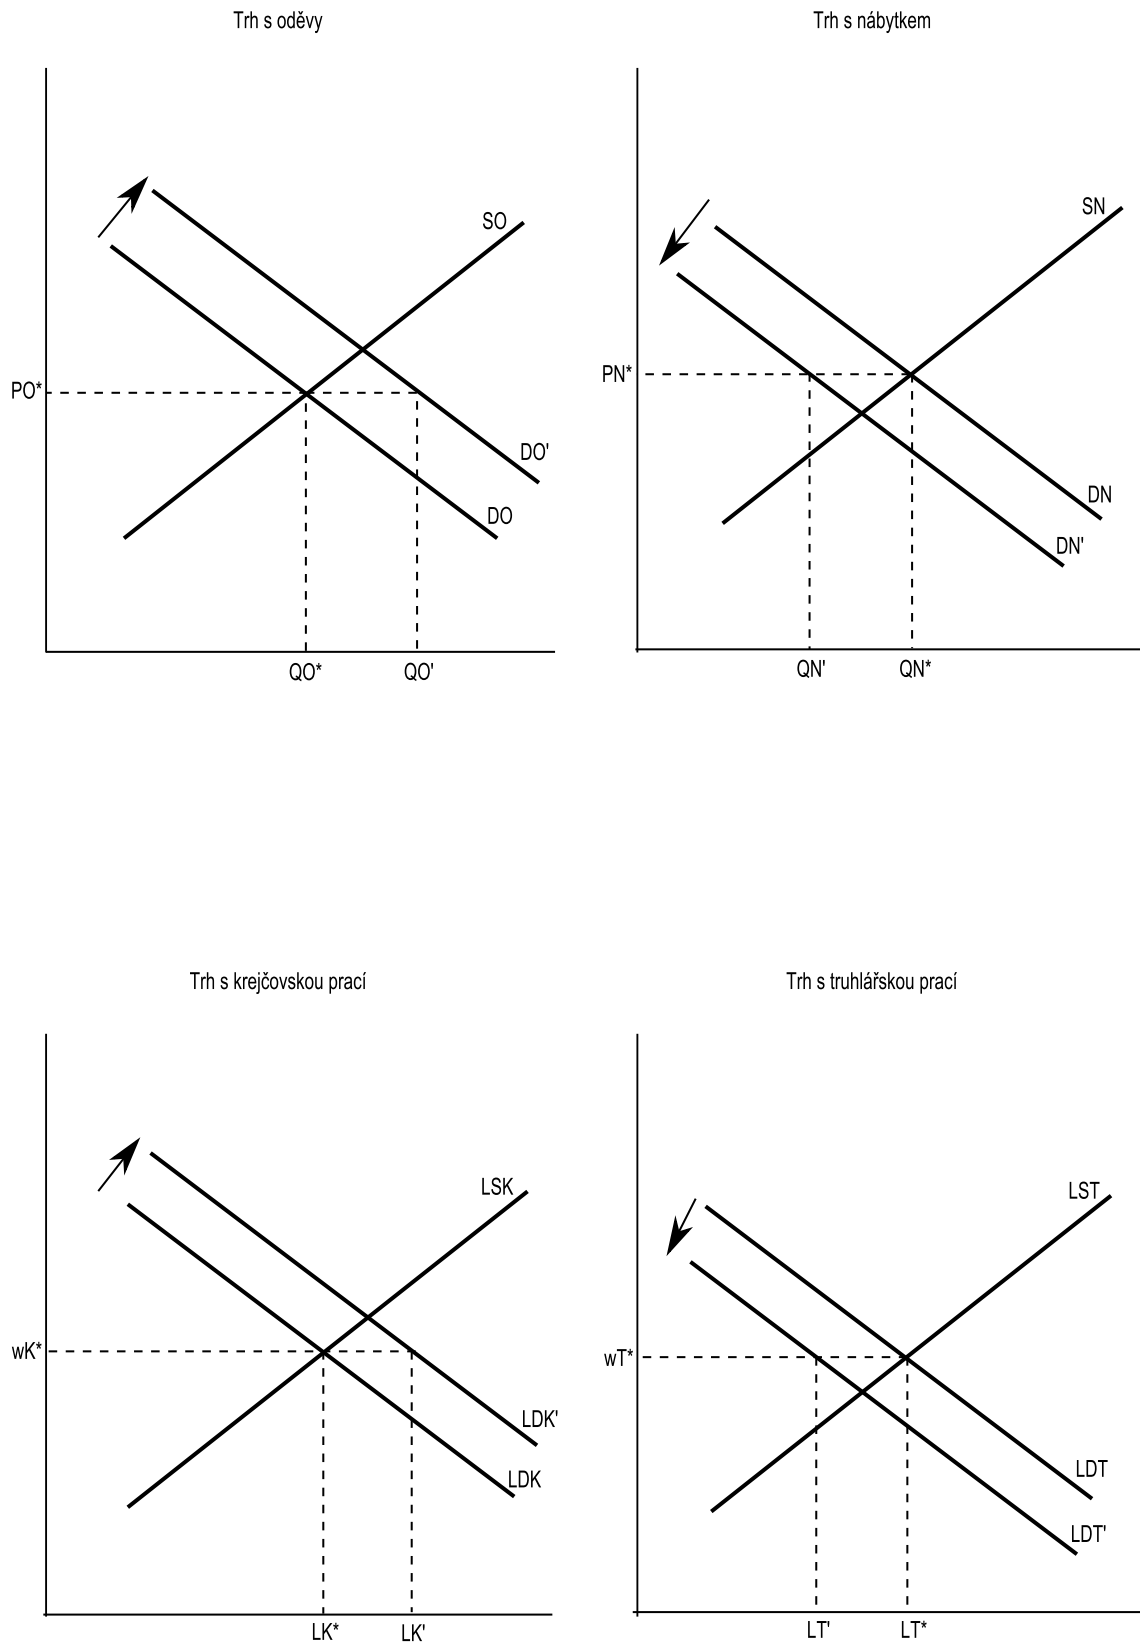 Trh s oděvy
SO
PO*
DO'
DO
QO*
QO'
Trh s nábytkem
SN
PN*
DN
DN'
QN'
QN*
Trh s krejčovskou prací
LSK
wK*
LDK'
LDK
LK*
LK'
Trh s truhlářskou prací
LST
wT*
LDT
LDT'
LT'
LT*